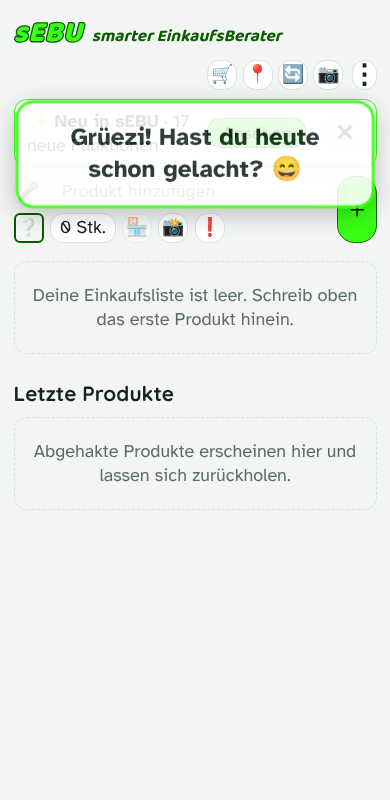 sEBU smarter EinkaufsBerater
Neu in sEBU · 17
neue Funktionen
Grüezi! Hast du heute
schon gelacht? 😄
Produkt hinzufügen
+
0 Stk.
Deine Einkaufsliste ist leer. Schreib oben
das erste Produkt hinein.
Letzte Produkte
Abgehakte Produkte erscheinen hier und
lassen sich zurückholen.